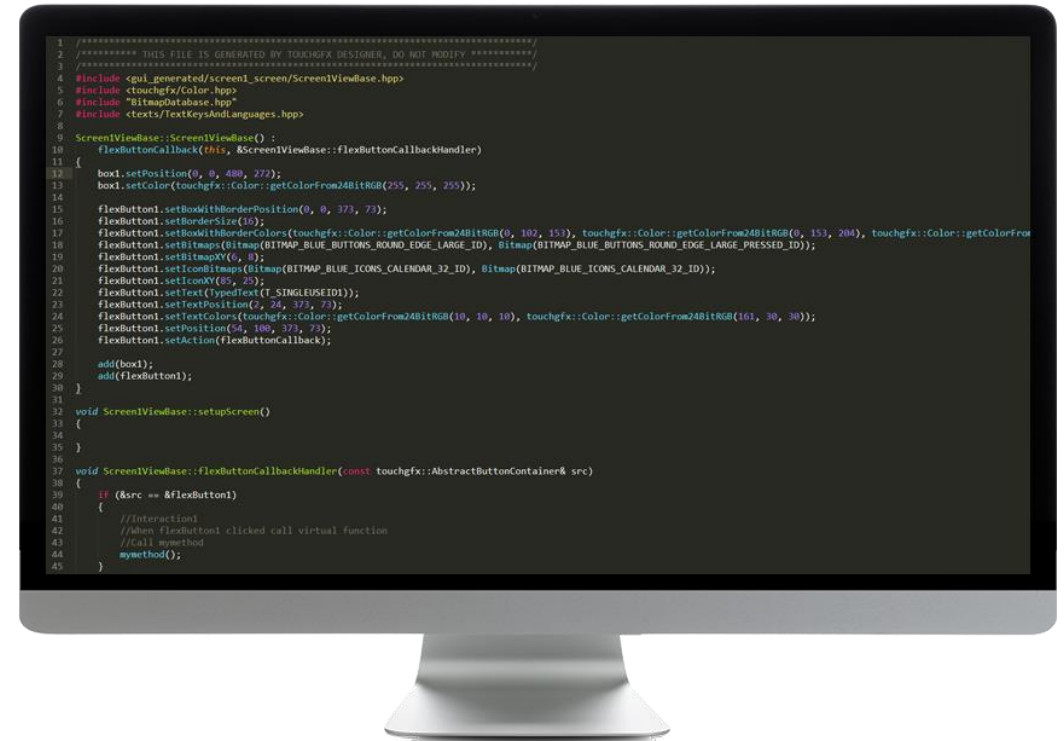 1 /******************************************************************************/
2 /********** THIS FILE IS GENERATED BY TOUCHGFX DESIGNER, DO NOT MODIFY ***********/
3 /******************************************************************************/
4 #include <gui_generated/screen1_screen/Screen1ViewBase.hpp>
5 #include <touchgfx/Color.hpp>
6 #include "BitmapDatabase.hpp"
7 #include <texts/TextKeysAndLanguages.hpp>
8
9 Screen1ViewBase::Screen1ViewBase() :
10     flexButtonCallback(this, &Screen1ViewBase::flexButtonCallbackHandler)
11 {
12     box1.setPosition(0, 0, 480, 272);
13     box1.setColor(touchgfx::Color::getColorFrom24BitRGB(255, 255, 255));
14
15     flexButton1.setBoxWithBorderPosition(0, 0, 373, 73);
16     flexButton1.setBorderSize(16);
17     flexButton1.setBoxWithBorderColors(touchgfx::Color::getColorFrom24BitRGB(0, 102, 153), touchgfx::Color::getColorFrom24BitRGB(0, 153, 204), touchgfx::Color::getColorFrom
18     flexButton1.setBitmaps(Bitmap(BITMAP_BLUE_BUTTONS_ROUND_EDGE_LARGE_ID), Bitmap(BITMAP_BLUE_BUTTONS_ROUND_EDGE_LARGE_PRESSED_ID));
19     flexButton1.setBitmapXY(6, 8);
20     flexButton1.setIconBitmaps(Bitmap(BITMAP_BLUE_ICONS_CALENDAR_32_ID), Bitmap(BITMAP_BLUE_ICONS_CALENDAR_32_ID));
21     flexButton1.setIconXY(85, 25);
22     flexButton1.setText(TypedText(T_SINGLEUSEID1));
23     flexButton1.setTextPosition(2, 24, 373, 73);
24     flexButton1.setTextColors(touchgfx::Color::getColorFrom24BitRGB(10, 10, 10), touchgfx::Color::getColorFrom24BitRGB(161, 30, 30));
25     flexButton1.setPosition(54, 100, 373, 73);
26     flexButton1.setAction(flexButtonCallback);
27
28     add(box1);
29     add(flexButton1);
30 }
31
32 void Screen1ViewBase::setupScreen()
33 {
34
35 }
36
37 void Screen1ViewBase::flexButtonCallbackHandler(const touchgfx::AbstractButtonContainer& src)
38 {
39     if (&src == &flexButton1)
40     {
41         //Interaction1
42         //When flexButton1 clicked call virtual function
43         //Call mymethod
44         mymethod();
45     }